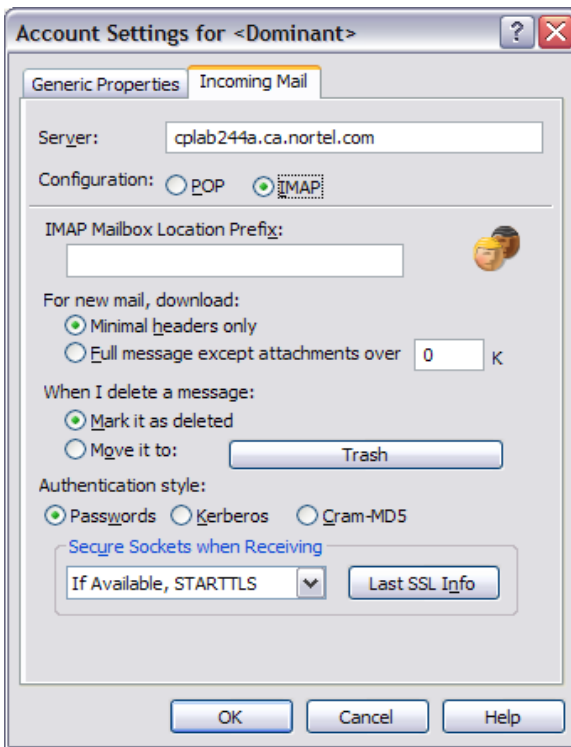 Account Settings for <Dominant>
Generic Properties Incoming Mail
Server: cplab244a.ca.nortel.com
Configuration: POP IMAP
IMAP Mailbox Location Prefix:
For new mail, download:
Minimal headers only
Full message except attachments over 0 K
When I delete a message:
Mark it as deleted
Move it to: Trash
Authentication style:
Passwords Kerberos Cram-MD5
Secure Sockets when Receiving
If Available, STARTTLS Last SSL Info
OK Cancel Help